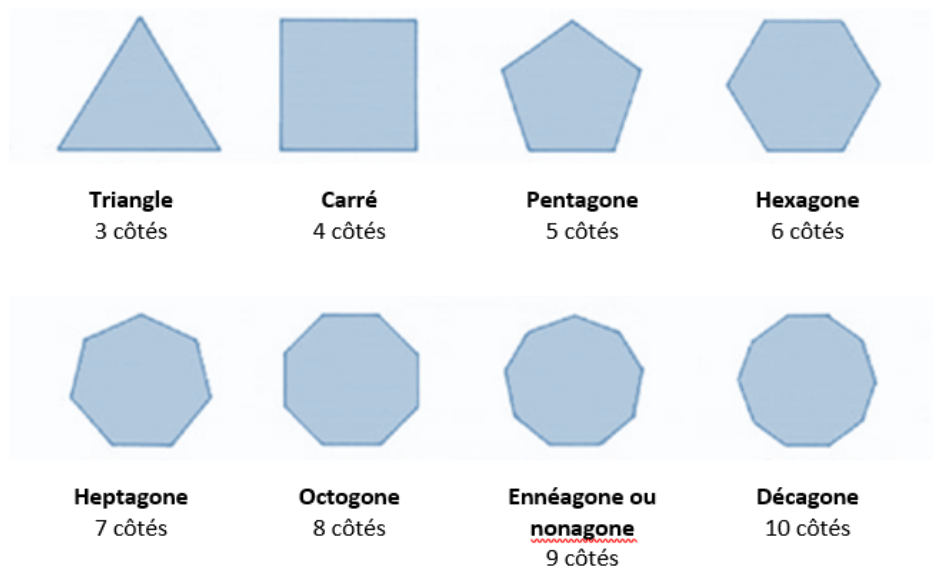 Triangle
3 côtés
Carré
4 côtés
Pentagone
5 côtés
Hexagone
6 côtés
Heptagone
7 côtés
Octogone
8 côtés
Ennéagone ou
nonagone
9 côtés
Décagone
10 côtés